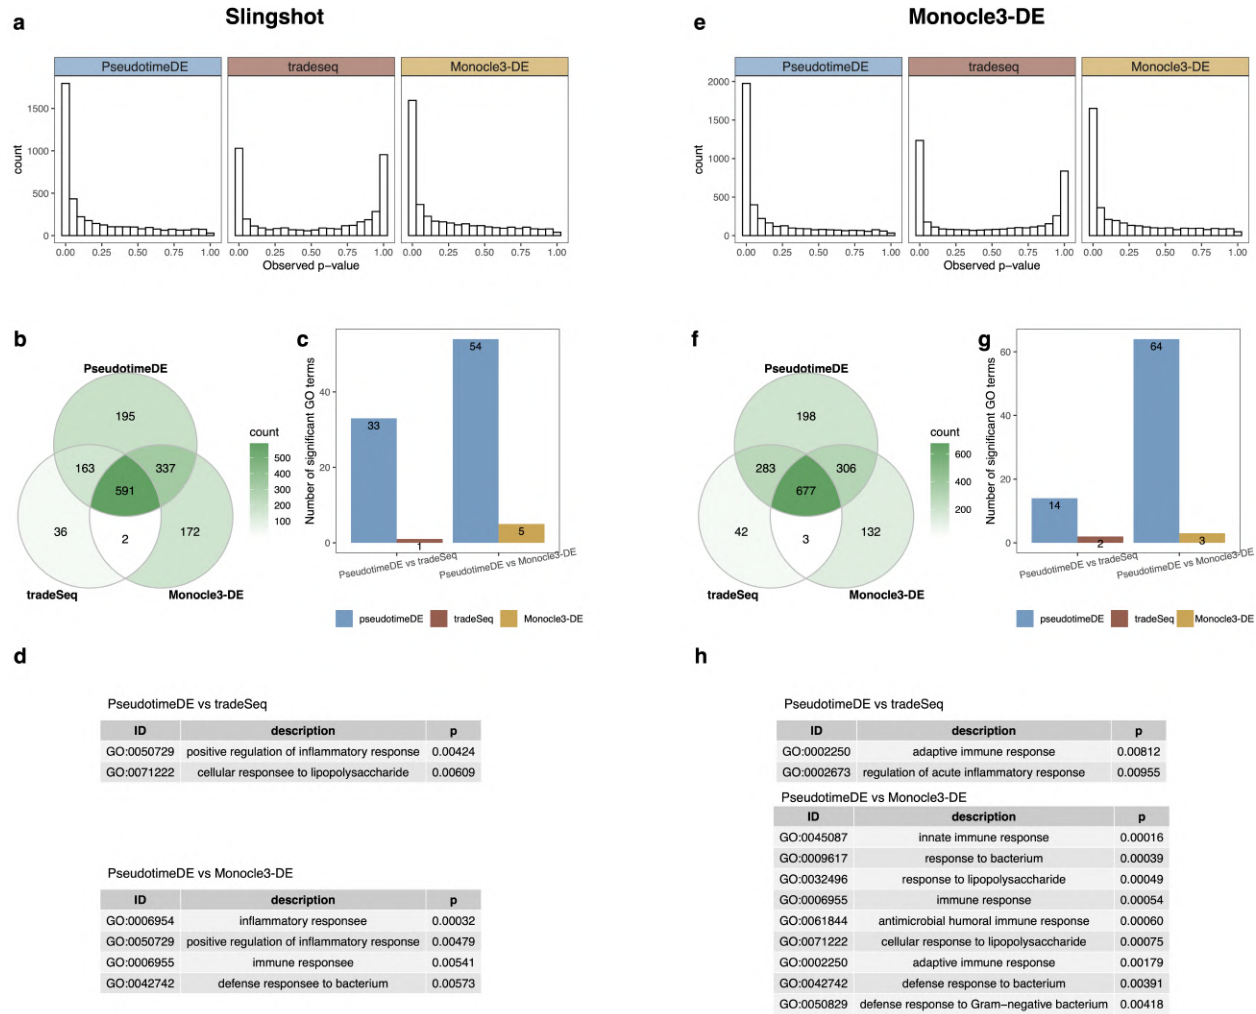 a
Slingshot
PseudotimeDE
tradeseq
Monocle3-DE
count
1500
1000
500
0
0.00 0.25 0.50 0.75 1.00
0.00 0.25 0.50 0.75 1.00
0.00 0.25 0.50 0.75 1.00
Observed p-value
e
Monocle3-DE
PseudotimeDE
tradeseq
Monocle3-DE
count
2000
1500
1000
500
0
0.00 0.25 0.50 0.75 1.00
0.00 0.25 0.50 0.75 1.00
0.00 0.25 0.50 0.75 1.00
Observed p-value
b
PseudotimeDE
195
163
337
591
36
2
172
tradeSeq
Monocle3-DE
count
500
400
300
200
100
c
Number of significant GO terms
40
20
0
33
1
54
5
PseudotimeDE vs tradeSeq
PseudotimeDE vs Monocle3-DE
pseudotimeDE
tradeSeq
Monocle3-DE
f
PseudotimeDE
198
283
306
677
42
3
132
tradeSeq
Monocle3-DE
count
600
400
200
g
Number of significant GO terms
60
40
20
0
14
2
64
3
PseudotimeDE vs tradeSeq
PseudotimeDE vs Monocle3-DE
pseudotimeDE
tradeSeq
Monocle3-DE
d
PseudotimeDE vs tradeSeq
ID description p
GO:0050729 positive regulation of inflammatory response 0.00424
GO:0071222 cellular responsee to lipopolysaccharide 0.00609
PseudotimeDE vs Monocle3-DE
ID description p
GO:0006954 inflammatory responsee 0.00032
GO:0050729 positive regulation of inflammatory response 0.00479
GO:0006955 immune responsee 0.00541
GO:0042742 defense responsee to bacterium 0.00573
h
PseudotimeDE vs tradeSeq
ID description p
GO:0002250 adaptive immune response 0.00812
GO:0002673 regulation of acute inflammatory response 0.00955
PseudotimeDE vs Monocle3-DE
ID description p
GO:0045087 innate immune response 0.00016
GO:0009617 response to bacterium 0.00039
GO:0032496 response to lipopolysaccharide 0.00049
GO:0006955 immune response 0.00054
GO:0061844 antimicrobial humoral immune response 0.00060
GO:0071222 cellular response to lipopolysaccharide 0.00075
GO:0002250 adaptive immune response 0.00179
GO:0042742 defense response to bacterium 0.00391
GO:0050829 defense response to Gram-negative bacterium 0.00418